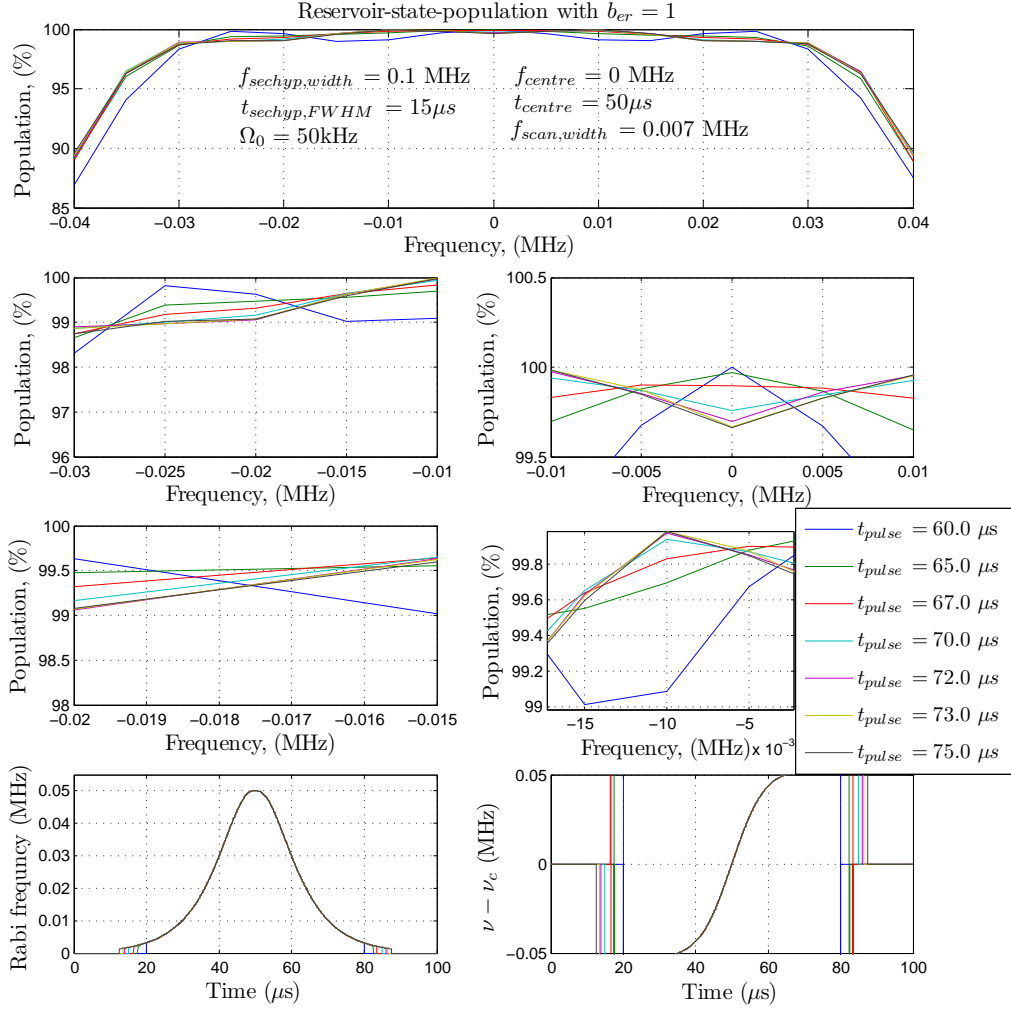 Reservoir-state-population with b_er = 1
Population, (%)
100
95
90
85
f_sechyp,width = 0.1 MHz
t_sechyp,FWHM = 15μs
Ω_0 = 50kHz
f_centre = 0 MHz
t_centre = 50μs
f_scan,width = 0.007 MHz
−0.04 −0.03 −0.02 −0.01 0 0.01 0.02 0.03 0.04
Frequency, (MHz)
Population, (%)
100
99
98
97
96
−0.03 −0.025 −0.02 −0.015 −0.01
Frequency, (MHz)
Population, (%)
100.5
100
99.5
−0.01 −0.005 0 0.005 0.01
Frequency, (MHz)
Population, (%)
100
99.5
99
98.5
98
−0.02 −0.019 −0.018 −0.017 −0.016 −0.015
Frequency, (MHz)
Population, (%)
99.8
99.6
99.4
99.2
99
−15 −10 −5
Frequency, (MHz) x 10^−3
t_pulse = 60.0 μs
t_pulse = 65.0 μs
t_pulse = 67.0 μs
t_pulse = 70.0 μs
t_pulse = 72.0 μs
t_pulse = 73.0 μs
t_pulse = 75.0 μs
Rabi frequncy (MHz)
0.05
0.04
0.03
0.02
0.01
0
0 20 40 60 80 100
Time (μs)
ν − ν_c (MHz)
0.05
0
−0.05
0 20 40 60 80 100
Time (μs)